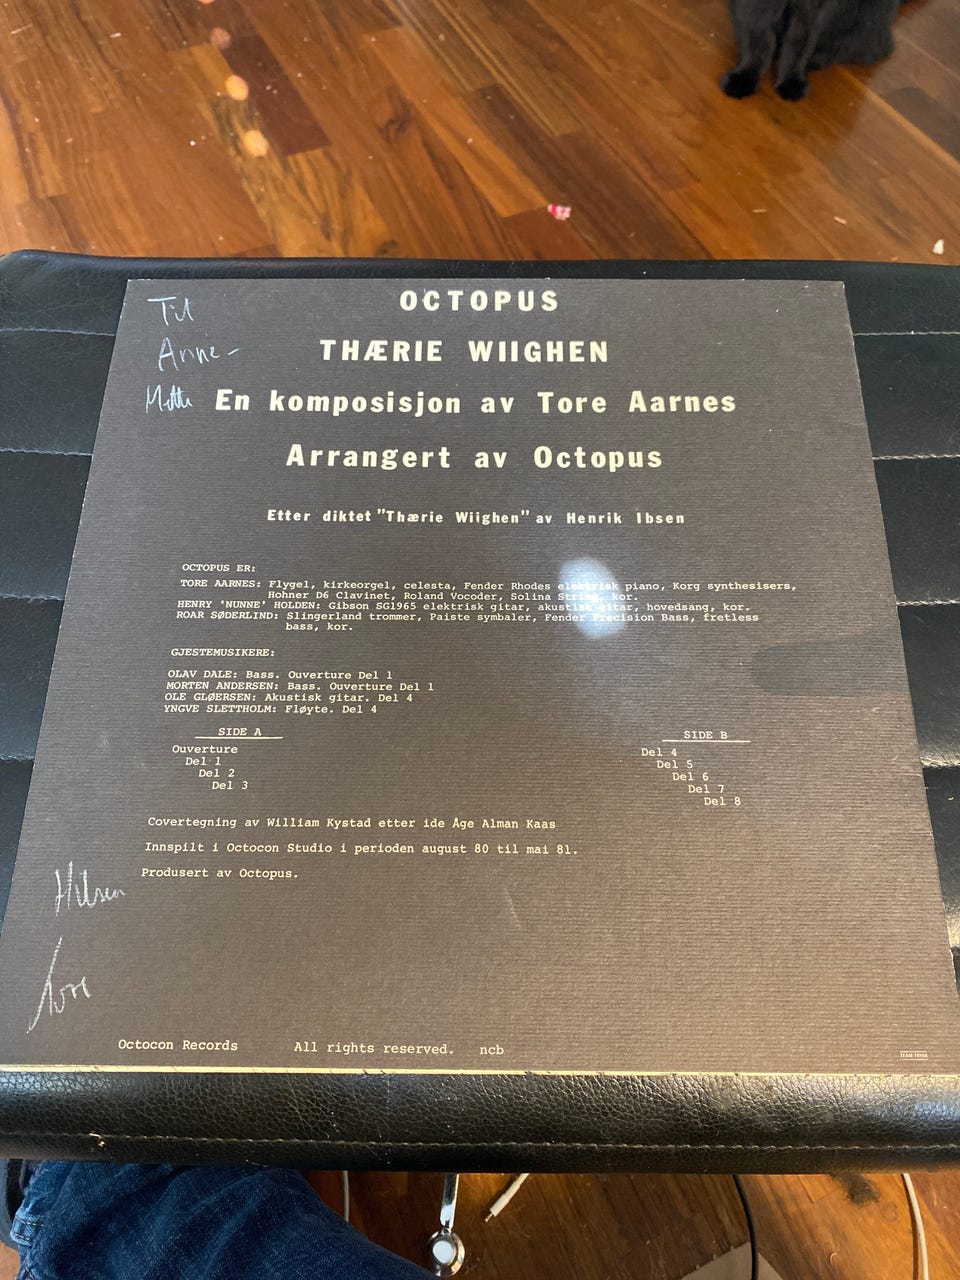 Til
Anne-
Mette
OCTOPUS
THÆRIE WIIGHEN
En komposisjon av Tore Aarnes
Arrangert av Octopus
Etter diktet "Thærie Wiighen" av Henrik Ibsen
OCTOPUS ER:
TORE AARNES: Flygel, kirkeorgel, celesta, Fender Rhodes elektrisk piano, Korg synthesisers,
Hohner D6 Clavinet, Roland Vocoder, Solina String, kor.
HENRY 'NUNNE' HOLDEN: Gibson SG1965 elektrisk gitar, akustisk gitar, hovedsang, kor.
ROAR SØDERLIND: Slingerland trommer, Paiste symbaler, Fender Precision Bass, fretless
bass, kor.
GJESTEMUSIKERE:
OLAV DALE: Bass. Ouverture Del 1
MORTEN ANDERSEN: Bass. Ouverture Del 1
OLE GLØERSEN: Akustisk gitar. Del 4
YNGVE SLETTHOLM: Fløyte. Del 4
SIDE A
Ouverture
Del 1
Del 2
Del 3
SIDE B
Del 4
Del 5
Del 6
Del 7
Del 8
Covertegning av William Kystad etter ide Åge Alman Kaas
Innspilt i Octocon Studio i perioden august 80 til mai 81.
Produsert av Octopus.
Hilsen
Tore
Octocon Records All rights reserved. ncb